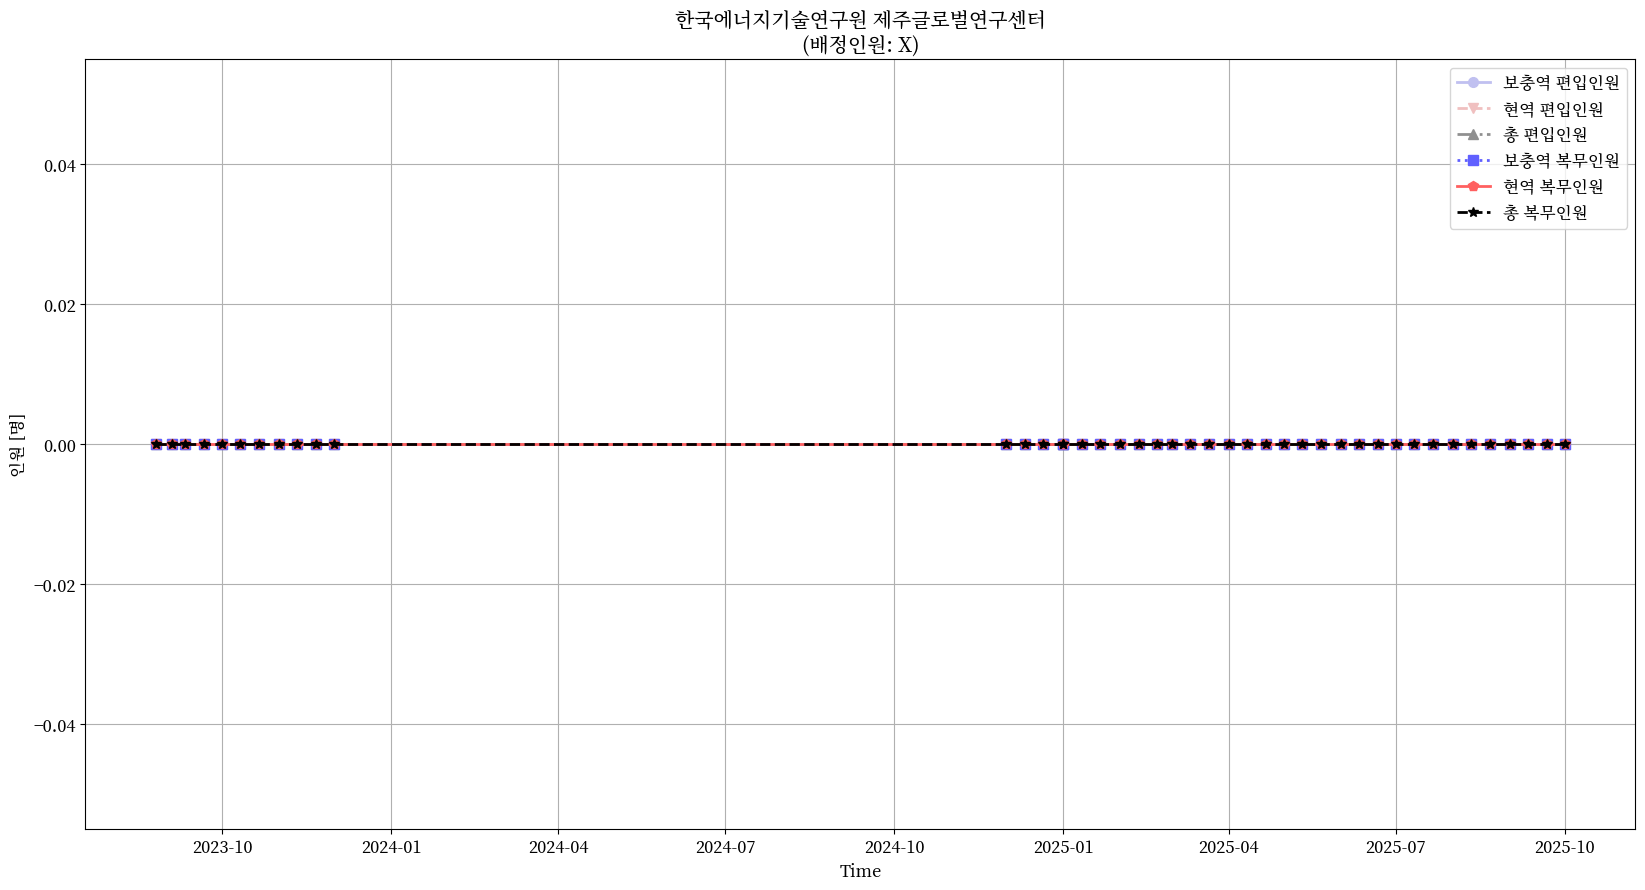 한국에너지기술연구원 제주글로벌연구센터
(배정인원: X)
보충역 편입인원
현역 편입인원
총 편입인원
보충역 복무인원
현역 복무인원
총 복무인원
인원 [명]
0.04
0.02
0.00
−0.02
−0.04
2023-10
2024-01
2024-04
2024-07
2024-10
2025-01
2025-04
2025-07
2025-10
Time